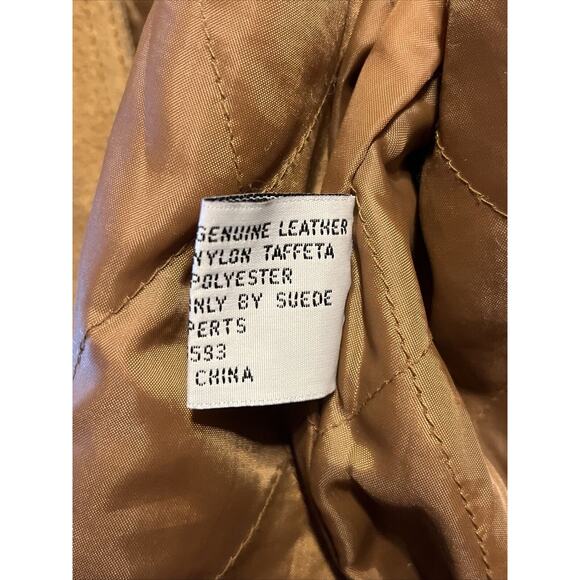 GENUINE LEATHER
NYLON TAFFETA
POLYESTER
NLY BY SUEDE
PERTS
593
CHINA